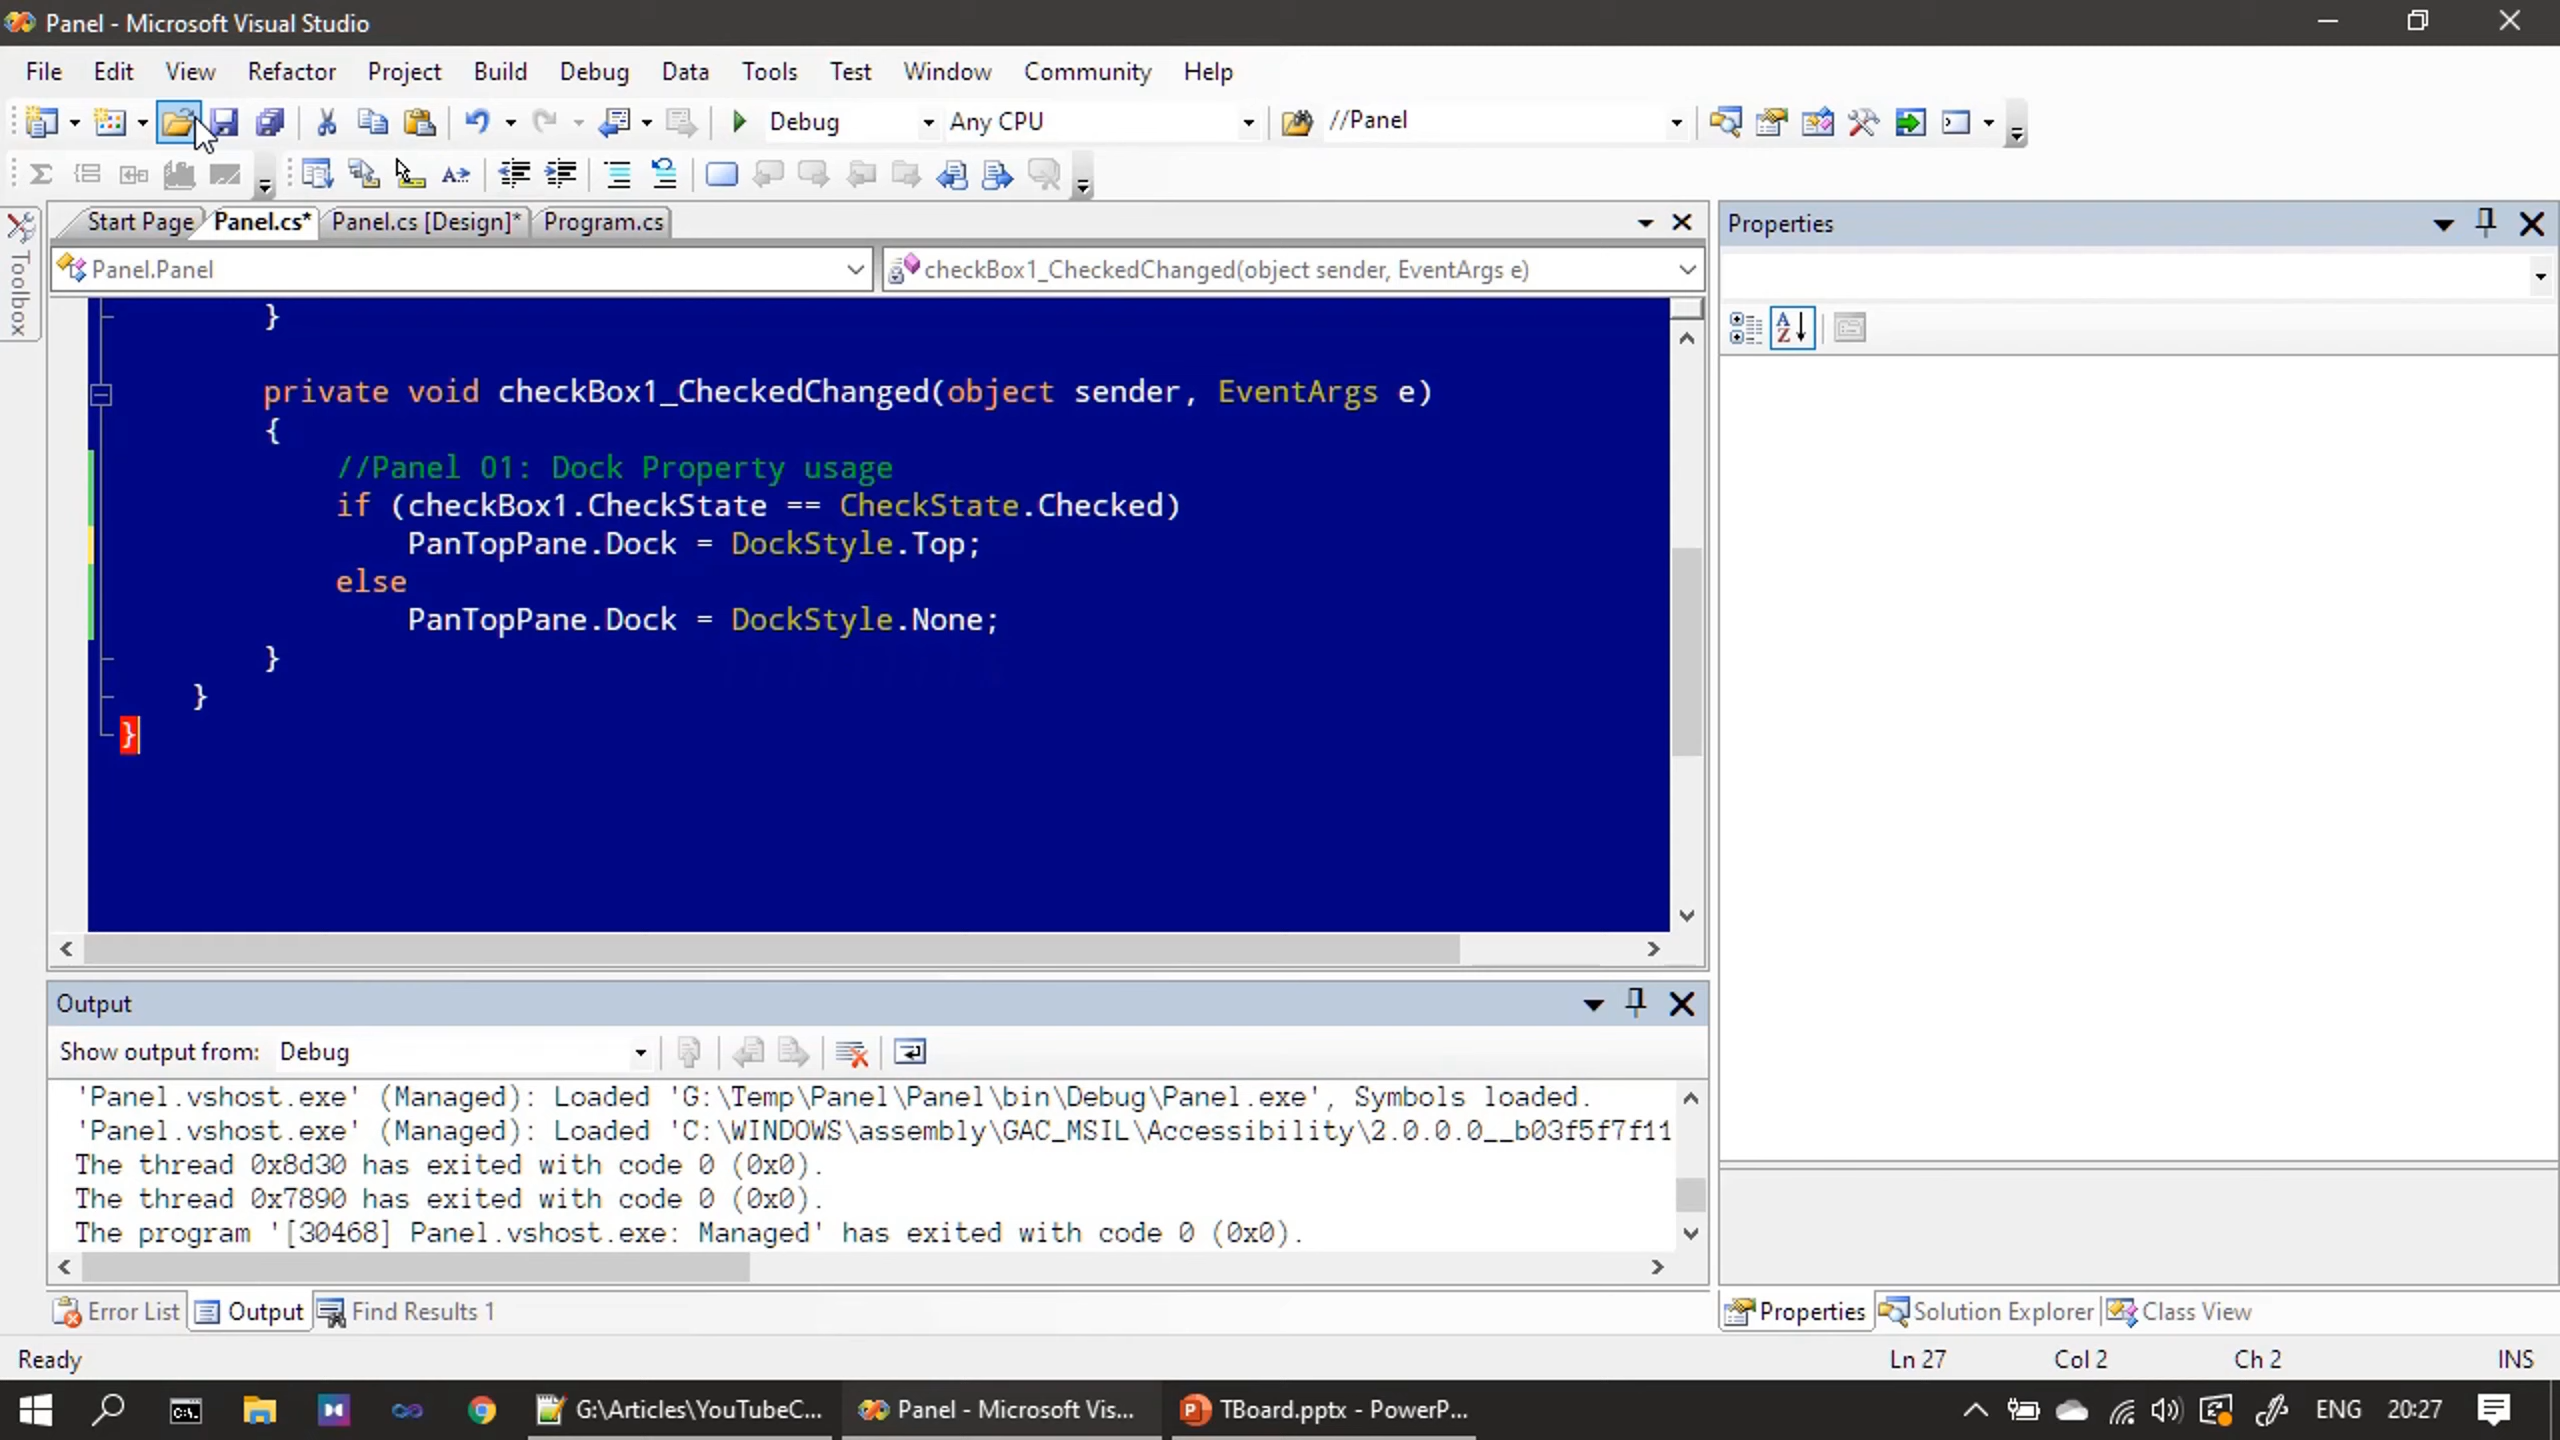 Panel - Microsoft Visual Studio
File Edit View Refactor Project Build Debug Data Tools Test Window Community Help
Debug Any CPU //Panel
Start Page Panel.cs* Panel.cs [Design]* Program.cs
Panel.Panel checkBox1_CheckedChanged(object sender, EventArgs e)
Toolbox
}
private void checkBox1_CheckedChanged(object sender, EventArgs e)
{
//Panel 01: Dock Property usage
if (checkBox1.CheckState == CheckState.Checked)
PanTopPane.Dock = DockStyle.Top;
else
PanTopPane.Dock = DockStyle.None;
}
}
}
Properties
Output
Show output from: Debug
'Panel.vshost.exe' (Managed): Loaded 'G:\Temp\Panel\Panel\bin\Debug\Panel.exe', Symbols loaded.
'Panel.vshost.exe' (Managed): Loaded 'C:\WINDOWS\assembly\GAC_MSIL\Accessibility\2.0.0.0__b03f5f7f11
The thread 0x8d30 has exited with code 0 (0x0).
The thread 0x7890 has exited with code 0 (0x0).
The program '[30468] Panel.vshost.exe: Managed' has exited with code 0 (0x0).
Error List Output Find Results 1
Properties Solution Explorer Class View
Ready Ln 27 Col 2 Ch 2 INS
G:\Articles\YouTubeC... Panel - Microsoft Vis... TBoard.pptx - PowerP... ENG 20:27